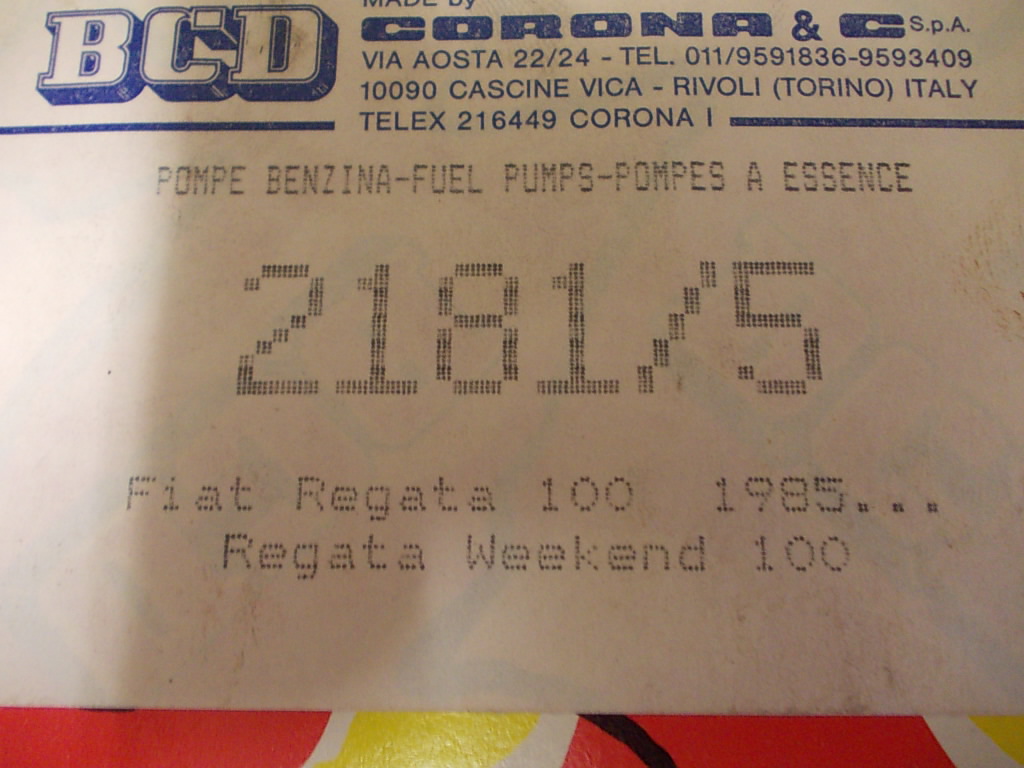 BCD
MADE by
CORONA & C S.p.A.
VIA AOSTA 22/24 - TEL. 011/9591836-9593409
10090 CASCINE VICA - RIVOLI (TORINO) ITALY
TELEX 216449 CORONA I
POMPE BENZINA-FUEL PUMPS-POMPES A ESSENCE
2181/5
Fiat Regata 100 1985...
Regata Weekend 100